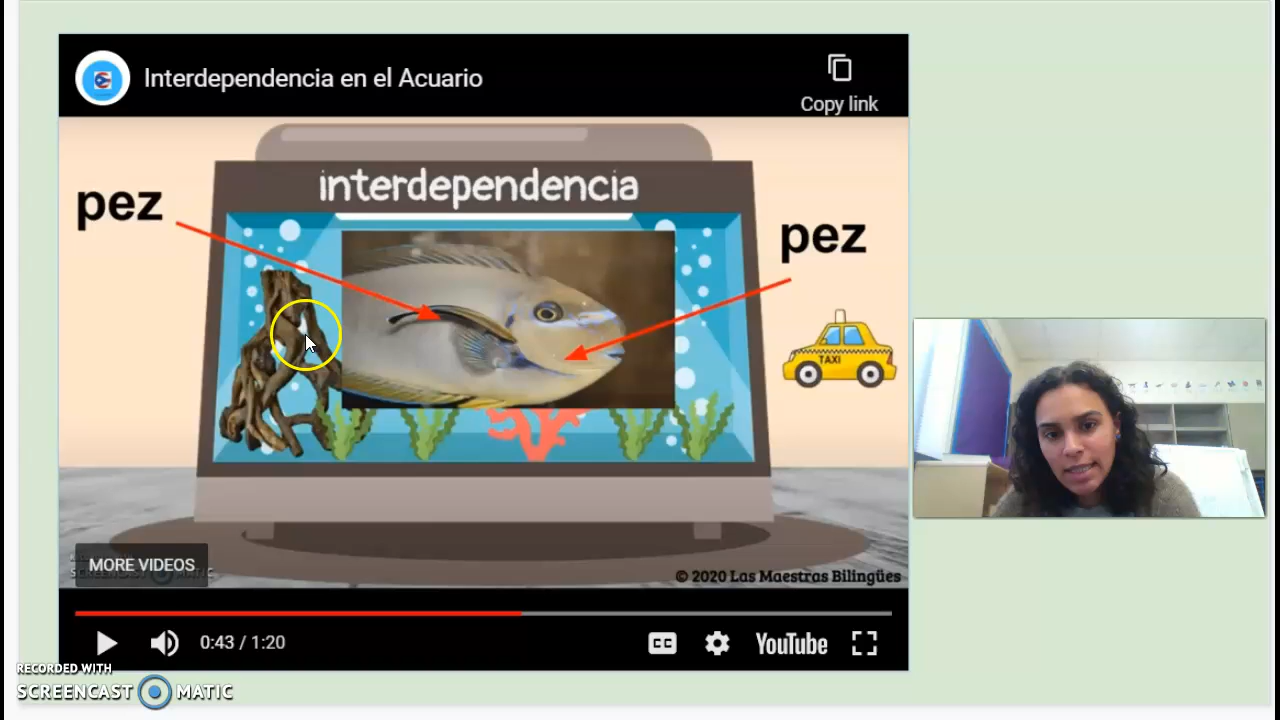 Interdependencia en el Acuario
Copy link
interdependencia
pez
pez
TAXI
MORE VIDEOS
© 2020 Las Maestras Bilingües
0:43 / 1:20
CC
YouTube
RECORDED WITH
SCREENCAST MATIC